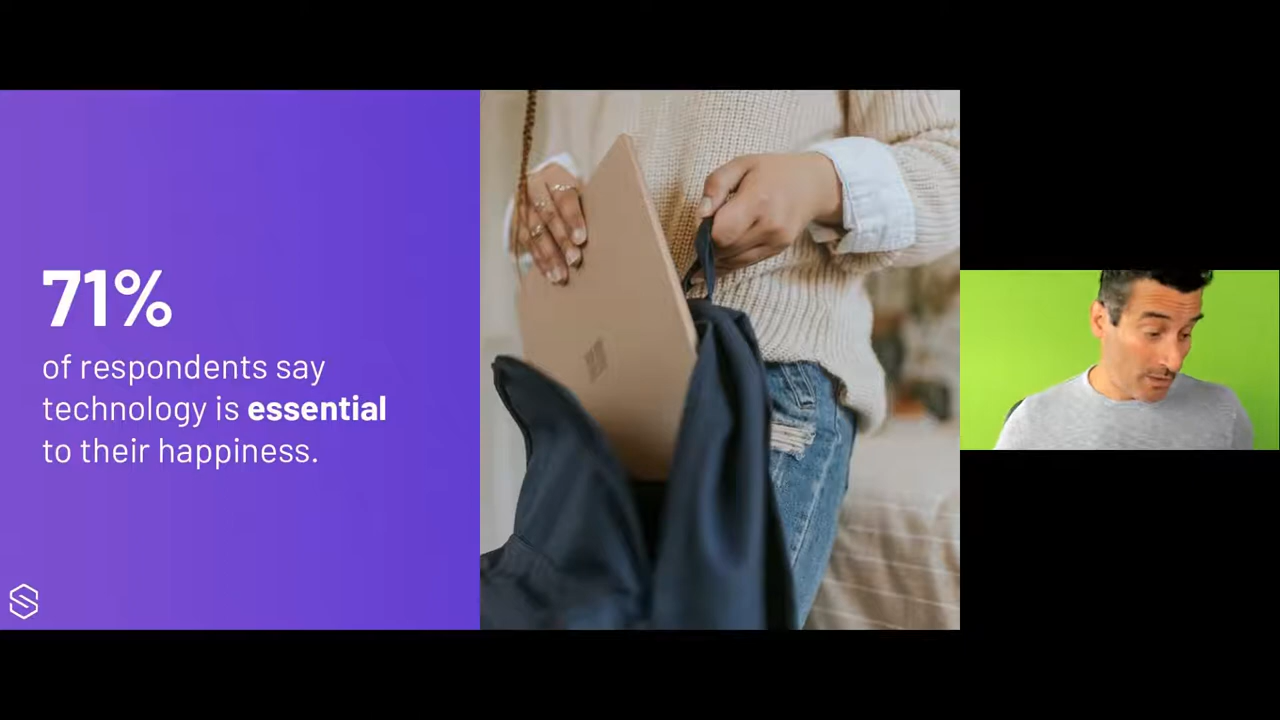 71%
of respondents say
technology is essential
to their happiness.